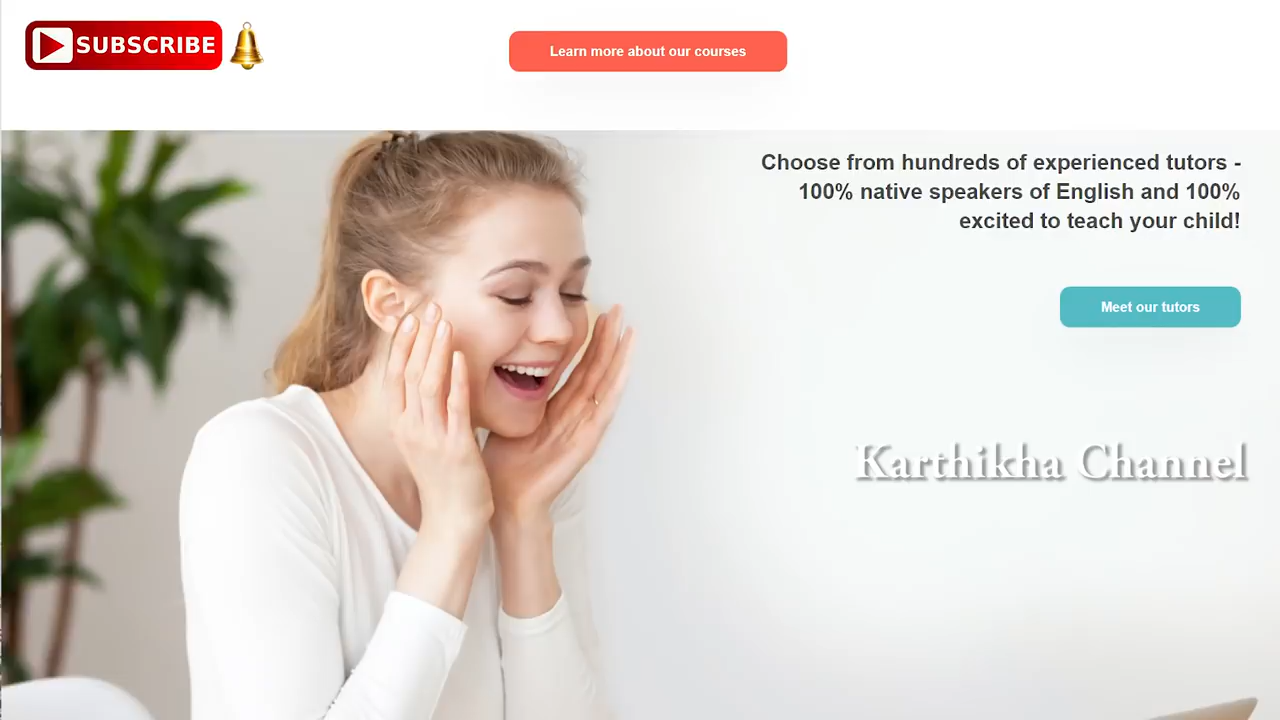 SUBSCRIBE
Learn more about our courses
Choose from hundreds of experienced tutors -
100% native speakers of English and 100%
excited to teach your child!
Meet our tutors
Karthikha Channel